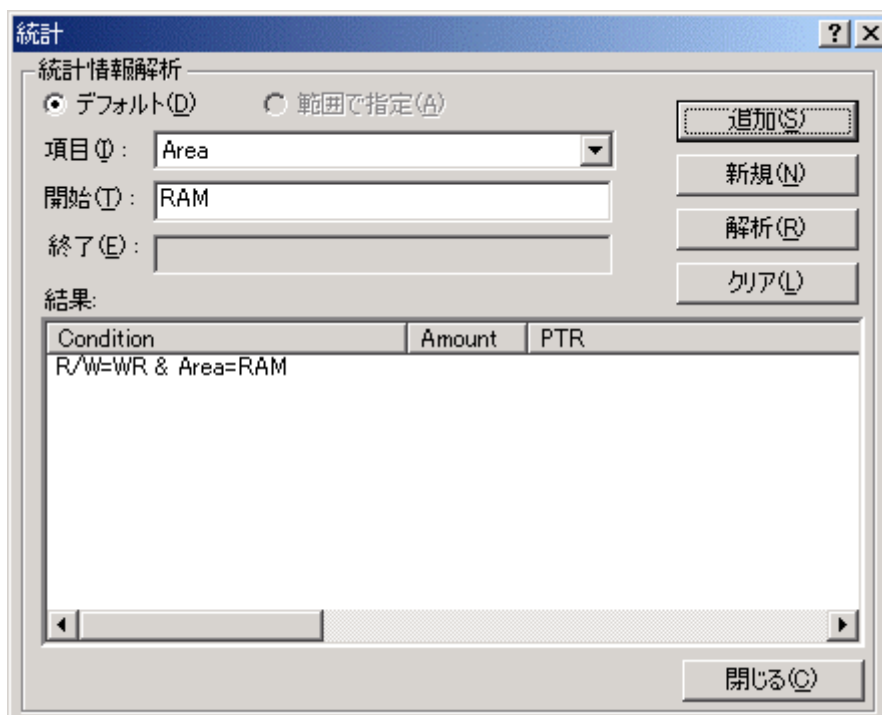 統計
統計情報解析
デフォルト(D) 範囲で指定(A)
追加(S)
項目(I): Area
新規(N)
開始(T): RAM
解析(R)
終了(E):
クリア(L)
結果:
Condition Amount PTR
R/W=WR & Area=RAM
閉じる(C)